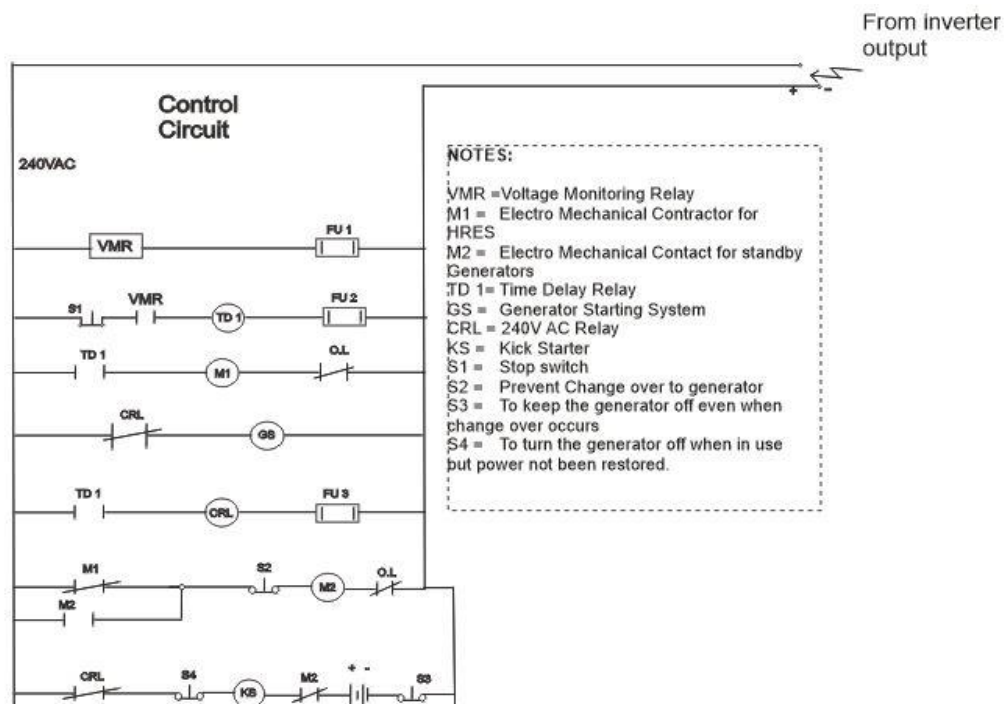 From inverter
output
+ -
Control
Circuit
240VAC
NOTES:
VMR =Voltage Monitoring Relay
M1 = Electro Mechanical Contractor for
HRES
M2 = Electro Mechanical Contact for standby
Generators
TD 1= Time Delay Relay
GS = Generator Starting System
CRL = 240V AC Relay
KS = Kick Starter
S1 = Stop switch
S2 = Prevent Change over to generator
S3 = To keep the generator off even when
change over occurs
S4 = To turn the generator off when in use
but power not been restored.
VMR FU 1
S1 VMR TD 1 FU 2
TD 1 M1 O.L
CRL GS
TD 1 CRL FU 3
M1 S2 M2 O.L
M2
+ -
CRL S4 KS M2 S3